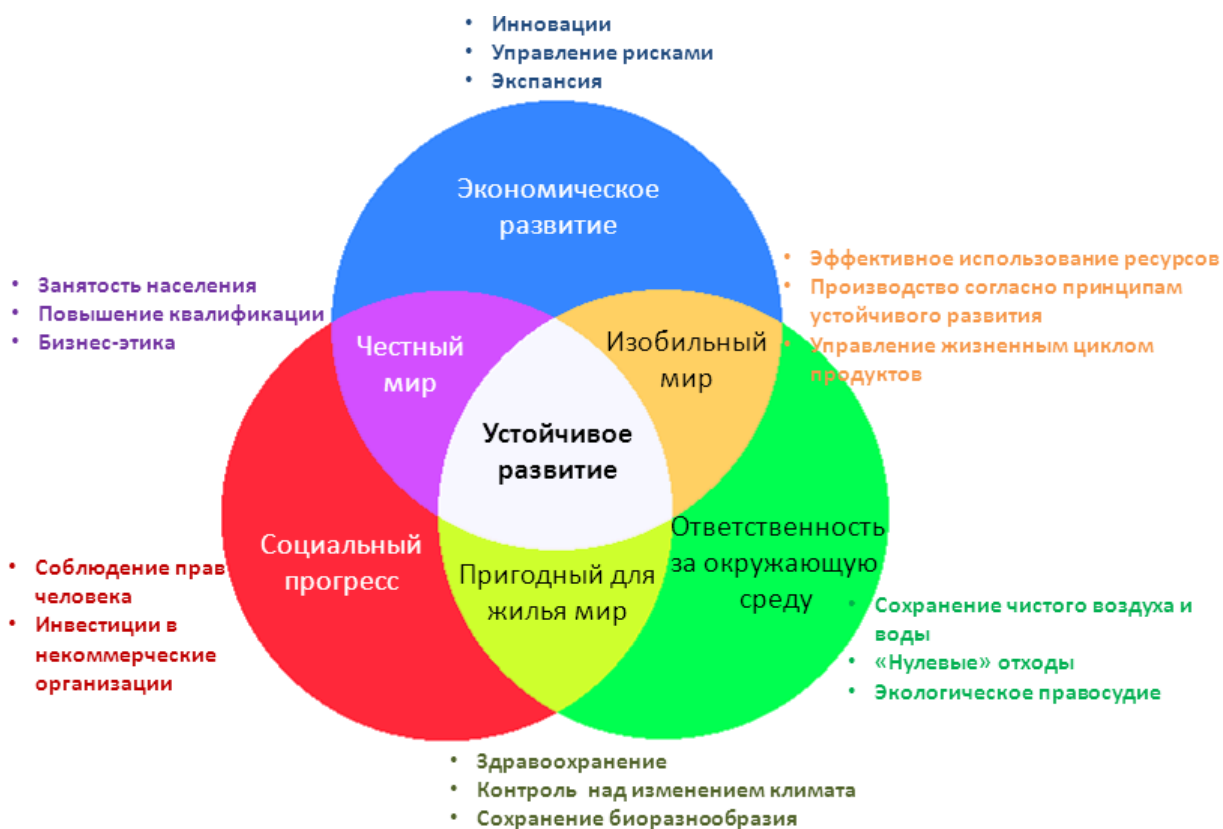 • Инновации
• Управление рисками
• Экспансия
Экономическое
развитие
• Эффективное использование ресурсов
• Производство согласно принципам
устойчивого развития
• Управление жизненным циклом
продуктов
• Занятость населения
• Повышение квалификации
• Бизнес-этика
Честный
мир
Изобильный
мир
Устойчивое
развитие
Социальный
прогресс
Пригодный для
жилья мир
Ответственность
за окружающую
среду
• Соблюдение прав
человека
• Инвестиции в
некоммерческие
организации
• Сохранение чистого воздуха и
воды
• «Нулевые» отходы
• Экологическое правосудие
• Здравоохранение
• Контроль над изменением климата
• Сохранение биоразнообразия